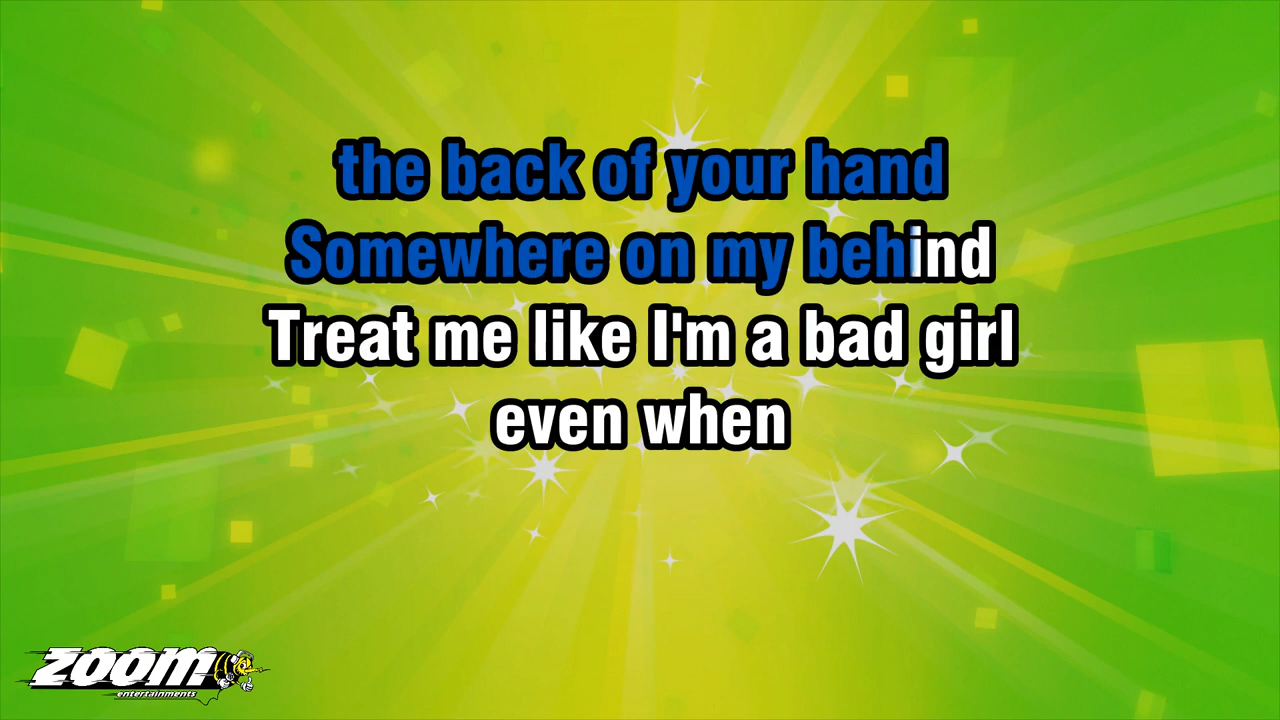 the back of your hand
Somewhere on my behind
Treat me like I'm a bad girl
even when
zoom
entertainments